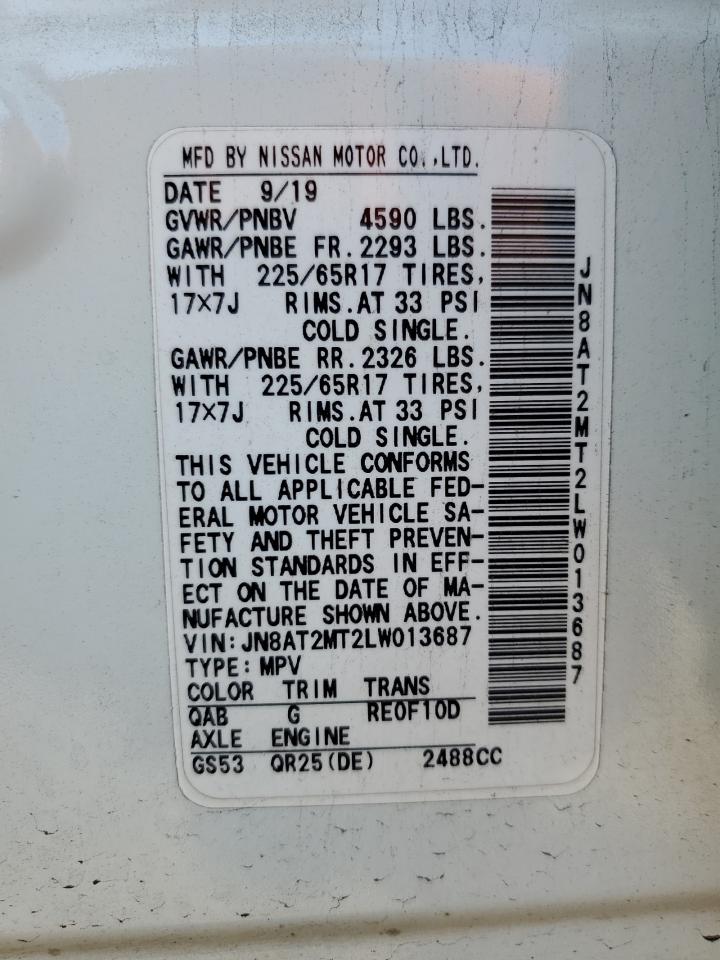 MFD BY NISSAN MOTOR CO.,LTD.
DATE 9/19
GVWR/PNBV 4590 LBS.
GAWR/PNBE FR.2293 LBS.
WITH 225/65R17 TIRES,
17×7J RIMS.AT 33 PSI
COLD SINGLE.
GAWR/PNBE RR.2326 LBS.
WITH 225/65R17 TIRES,
17×7J RIMS.AT 33 PSI
COLD SINGLE.
THIS VEHICLE CONFORMS
TO ALL APPLICABLE FED-
ERAL MOTOR VEHICLE SA-
FETY AND THEFT PREVEN-
TION STANDARDS IN EFF-
ECT ON THE DATE OF MA-
NUFACTURE SHOWN ABOVE.
VIN:JN8AT2MT2LW013687
TYPE:MPV
COLOR TRIM TRANS
QAB G RE0F10D
AXLE ENGINE
GS53 QR25(DE) 2488CC
JN8AT2MT2LW013687